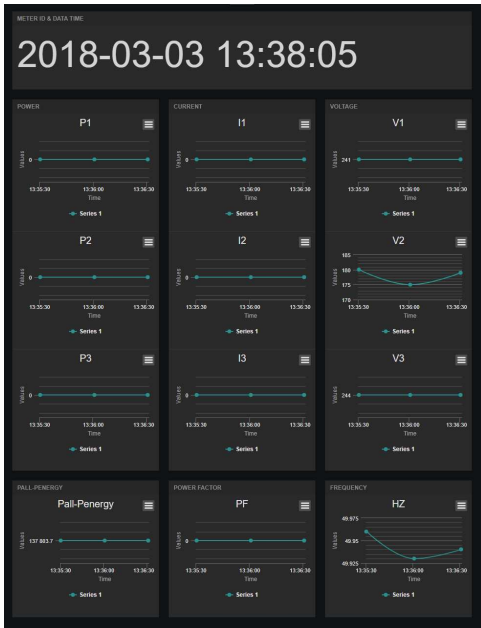 METER ID & DATA TIME
2018-03-03 13:38:05
POWER
P1
Values
0
13:35:30 13:36:00 13:36:30
Time
Series 1
P2
Values
0
13:35:30 13:36:00 13:36:30
Time
Series 1
P3
Values
0
13:35:30 13:36:00 13:36:30
Time
Series 1
CURRENT
I1
Values
0
13:35:30 13:36:00 13:36:30
Time
Series 1
I2
Values
0
13:35:30 13:36:00 13:36:30
Time
Series 1
I3
Values
0
13:35:30 13:36:00 13:36:30
Time
Series 1
VOLTAGE
V1
Values
241
13:35:30 13:36:00 13:36:30
Time
Series 1
V2
Values
185
180
175
170
13:35:30 13:36:00 13:36:30
Time
Series 1
V3
Values
244
13:35:30 13:36:00 13:36:30
Time
Series 1
PALL-PENERGY
Pall-Penergy
Values
137 883.7
13:35:30 13:36:00 13:36:30
Time
Series 1
POWER FACTOR
PF
Values
0
13:35:30 13:36:00 13:36:30
Time
Series 1
FREQUENCY
HZ
Values
49.975
49.95
49.925
13:35:30 13:36:00 13:36:30
Time
Series 1